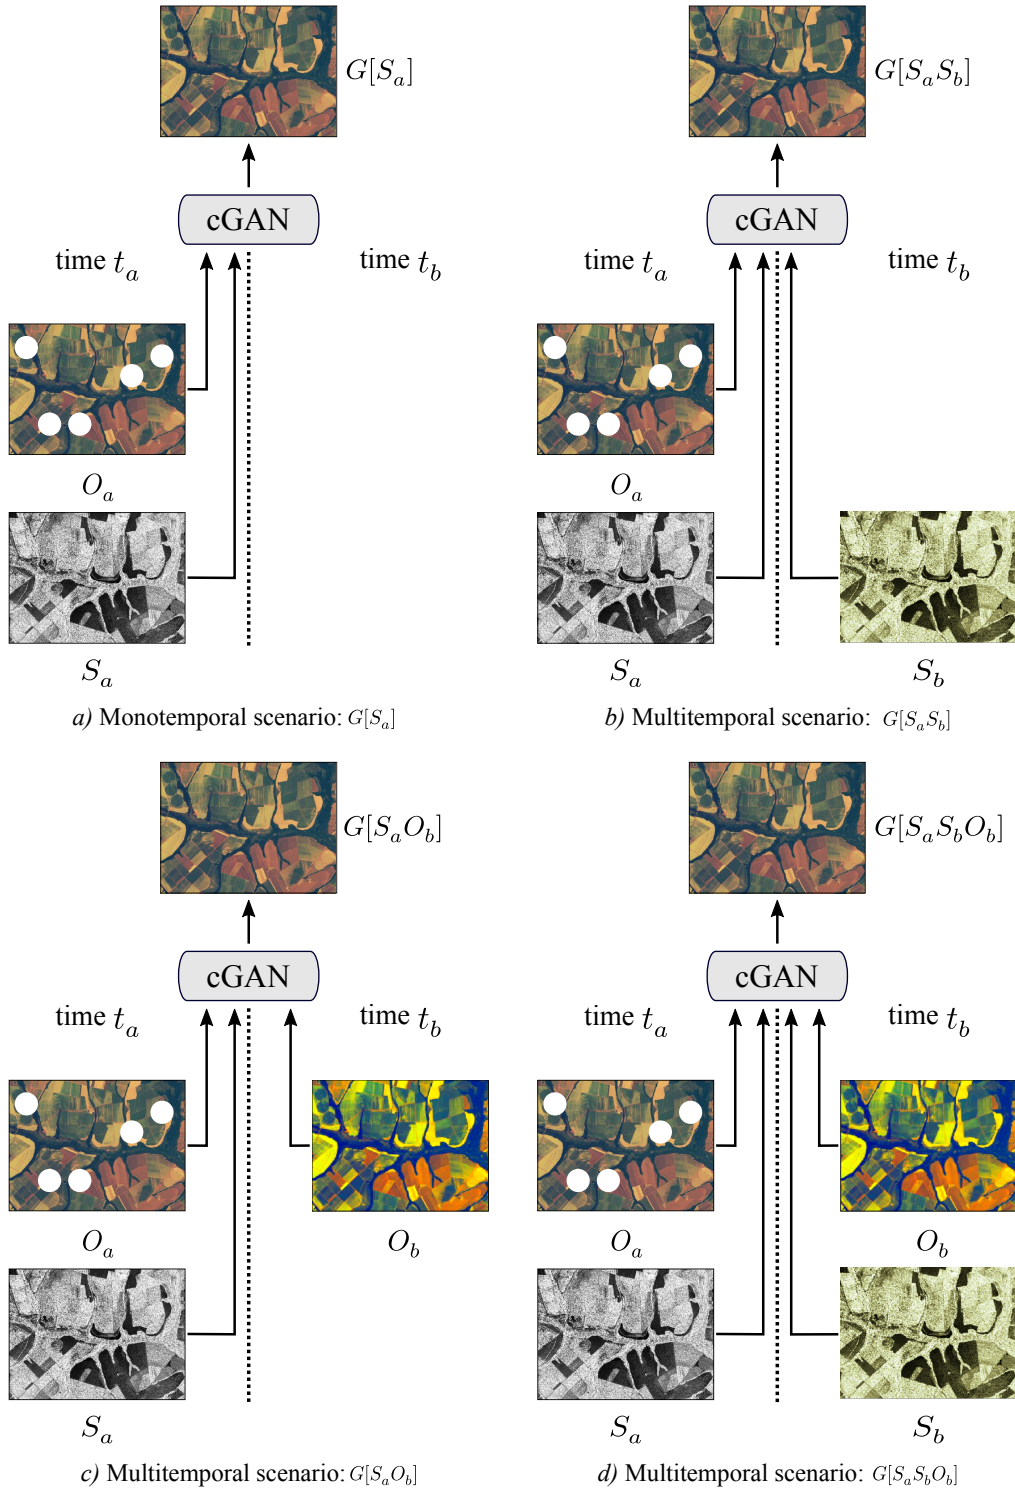 G[S_a]
cGAN
time t_a
time t_b
O_a
S_a
a) Monotemporal scenario: G[S_a]
G[S_aS_b]
cGAN
time t_a
time t_b
O_a
S_a
S_b
b) Multitemporal scenario: G[S_aS_b]
G[S_aO_b]
cGAN
time t_a
time t_b
O_a
O_b
S_a
c) Multitemporal scenario: G[S_aO_b]
G[S_aS_bO_b]
cGAN
time t_a
time t_b
O_a
O_b
S_a
S_b
d) Multitemporal scenario: G[S_aS_bO_b]